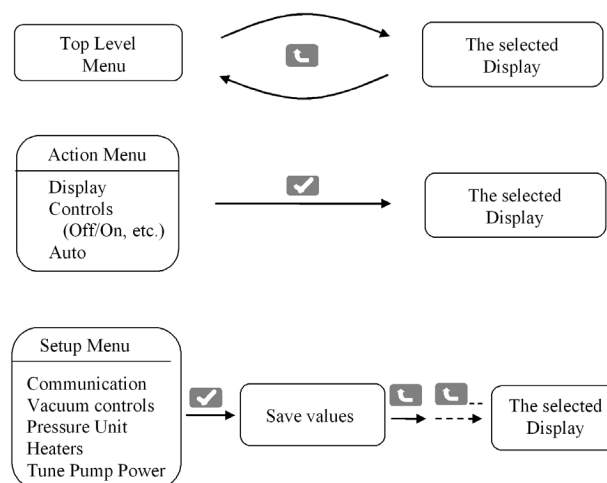 Top Level
Menu
The selected
Display
Action Menu
Display
Controls
(Off/On, etc.)
Auto
The selected
Display
Setup Menu
Communication
Vacuum controls
Pressure Unit
Heaters
Tune Pump Power
Save values
The selected
Display